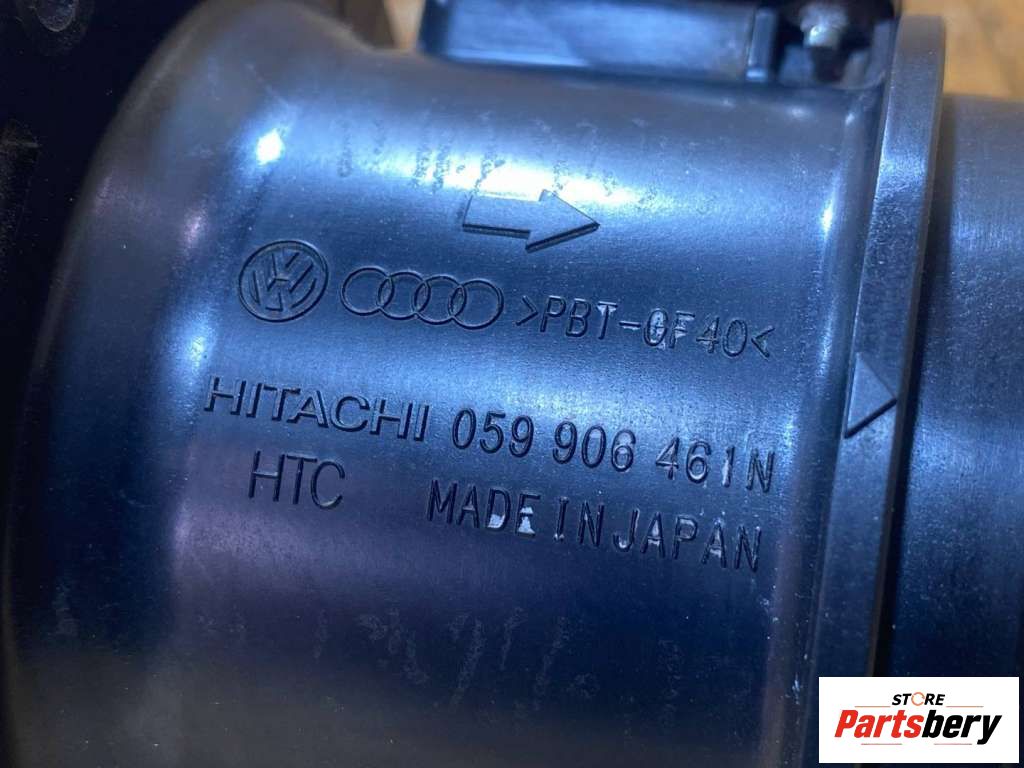 >PBT-GF40<
HITACHI 059 906 461N
HTC MADE IN JAPAN
STORE
Partsbery